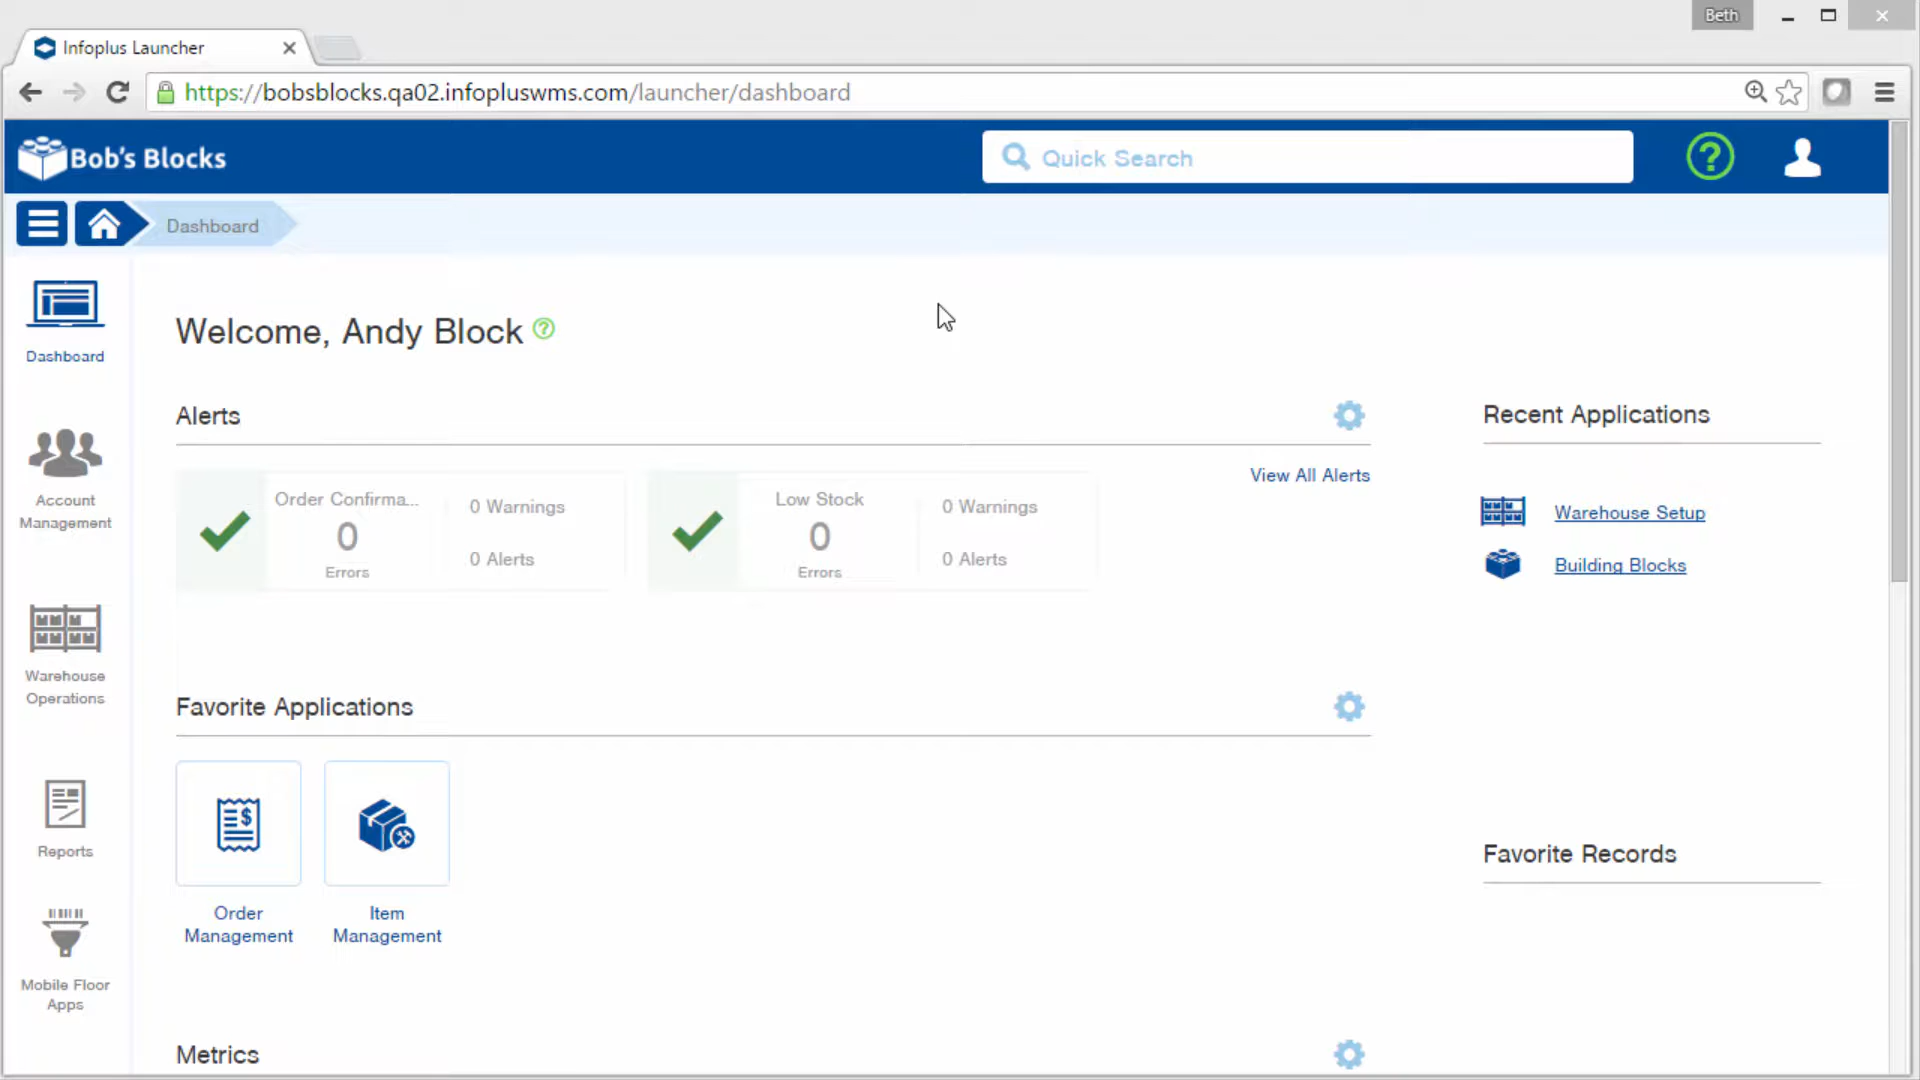 Beth
Infoplus Launcher
https://bobsblocks.qa02.infopluswms.com/launcher/dashboard
Bob's Blocks
Quick Search
?
Dashboard
Dashboard
Account
Management
Warehouse
Operations
Reports
Mobile Floor
Apps
Welcome, Andy Block ?
Alerts
View All Alerts
Order Confirma...
0
Errors
0 Warnings
0 Alerts
Low Stock
0
Errors
0 Warnings
0 Alerts
Favorite Applications
Order
Management
Item
Management
Metrics
Recent Applications
Warehouse Setup
Building Blocks
Favorite Records